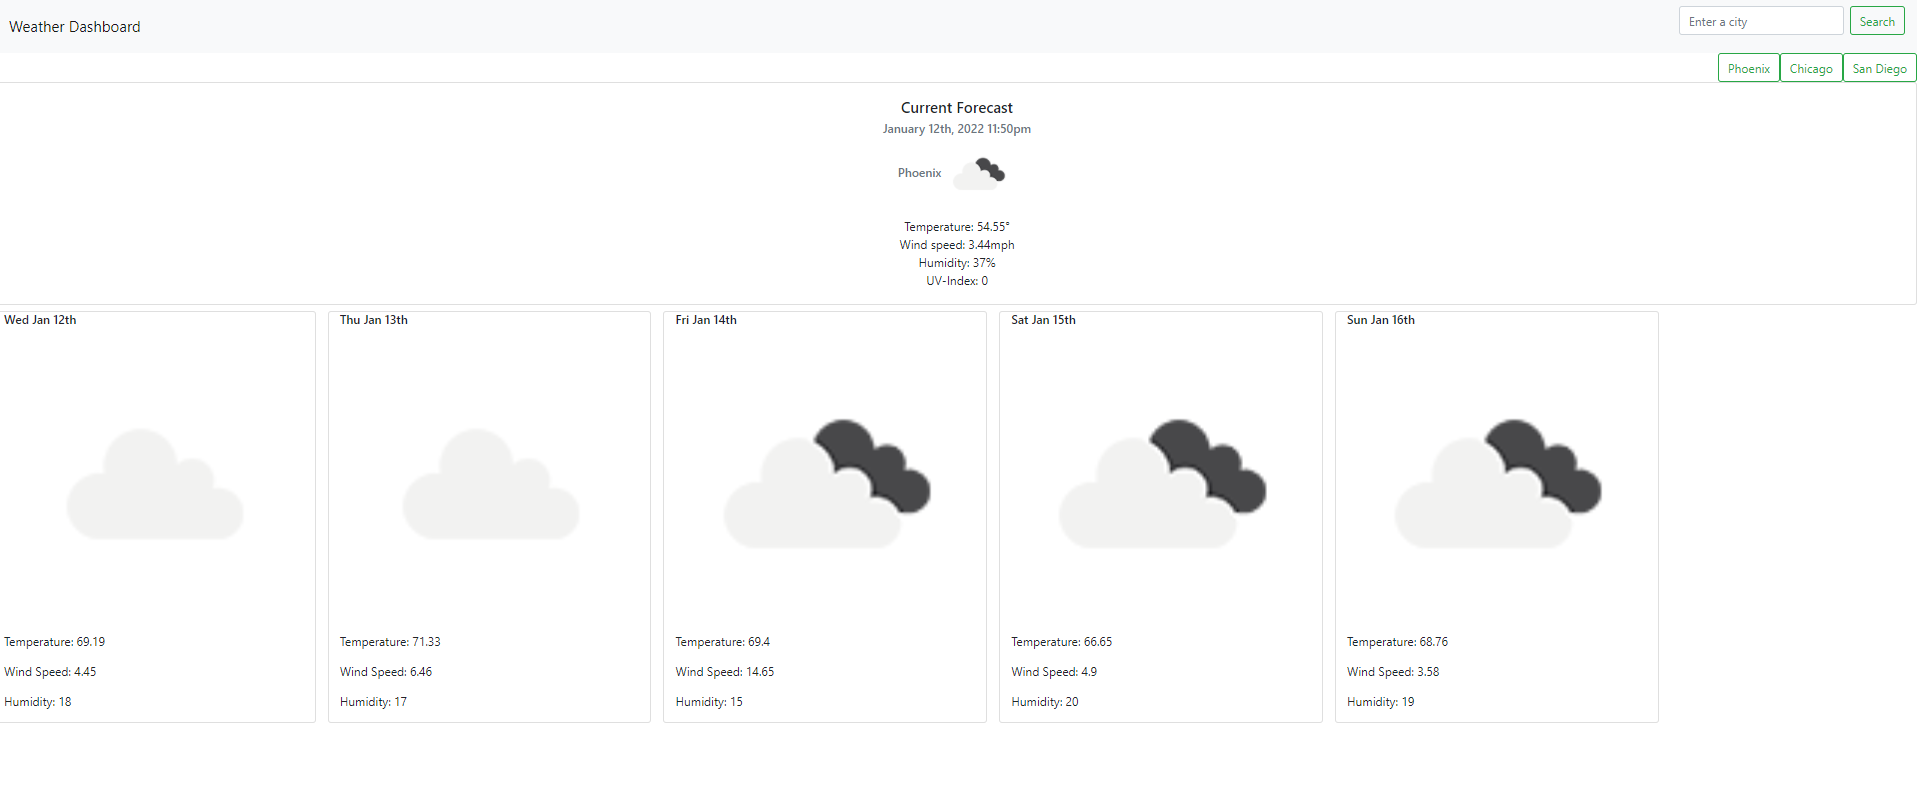 Weather Dashboard
Enter a city
Search
Phoenix
Chicago
San Diego
Current Forecast
January 12th, 2022 11:50pm
Phoenix
Temperature: 54.55°
Wind speed: 3.44mph
Humidity: 37%
UV-Index: 0
Wed Jan 12th
Temperature: 69.19
Wind Speed: 4.45
Humidity: 18
Thu Jan 13th
Temperature: 71.33
Wind Speed: 6.46
Humidity: 17
Fri Jan 14th
Temperature: 69.4
Wind Speed: 14.65
Humidity: 15
Sat Jan 15th
Temperature: 66.65
Wind Speed: 4.9
Humidity: 20
Sun Jan 16th
Temperature: 68.76
Wind Speed: 3.58
Humidity: 19